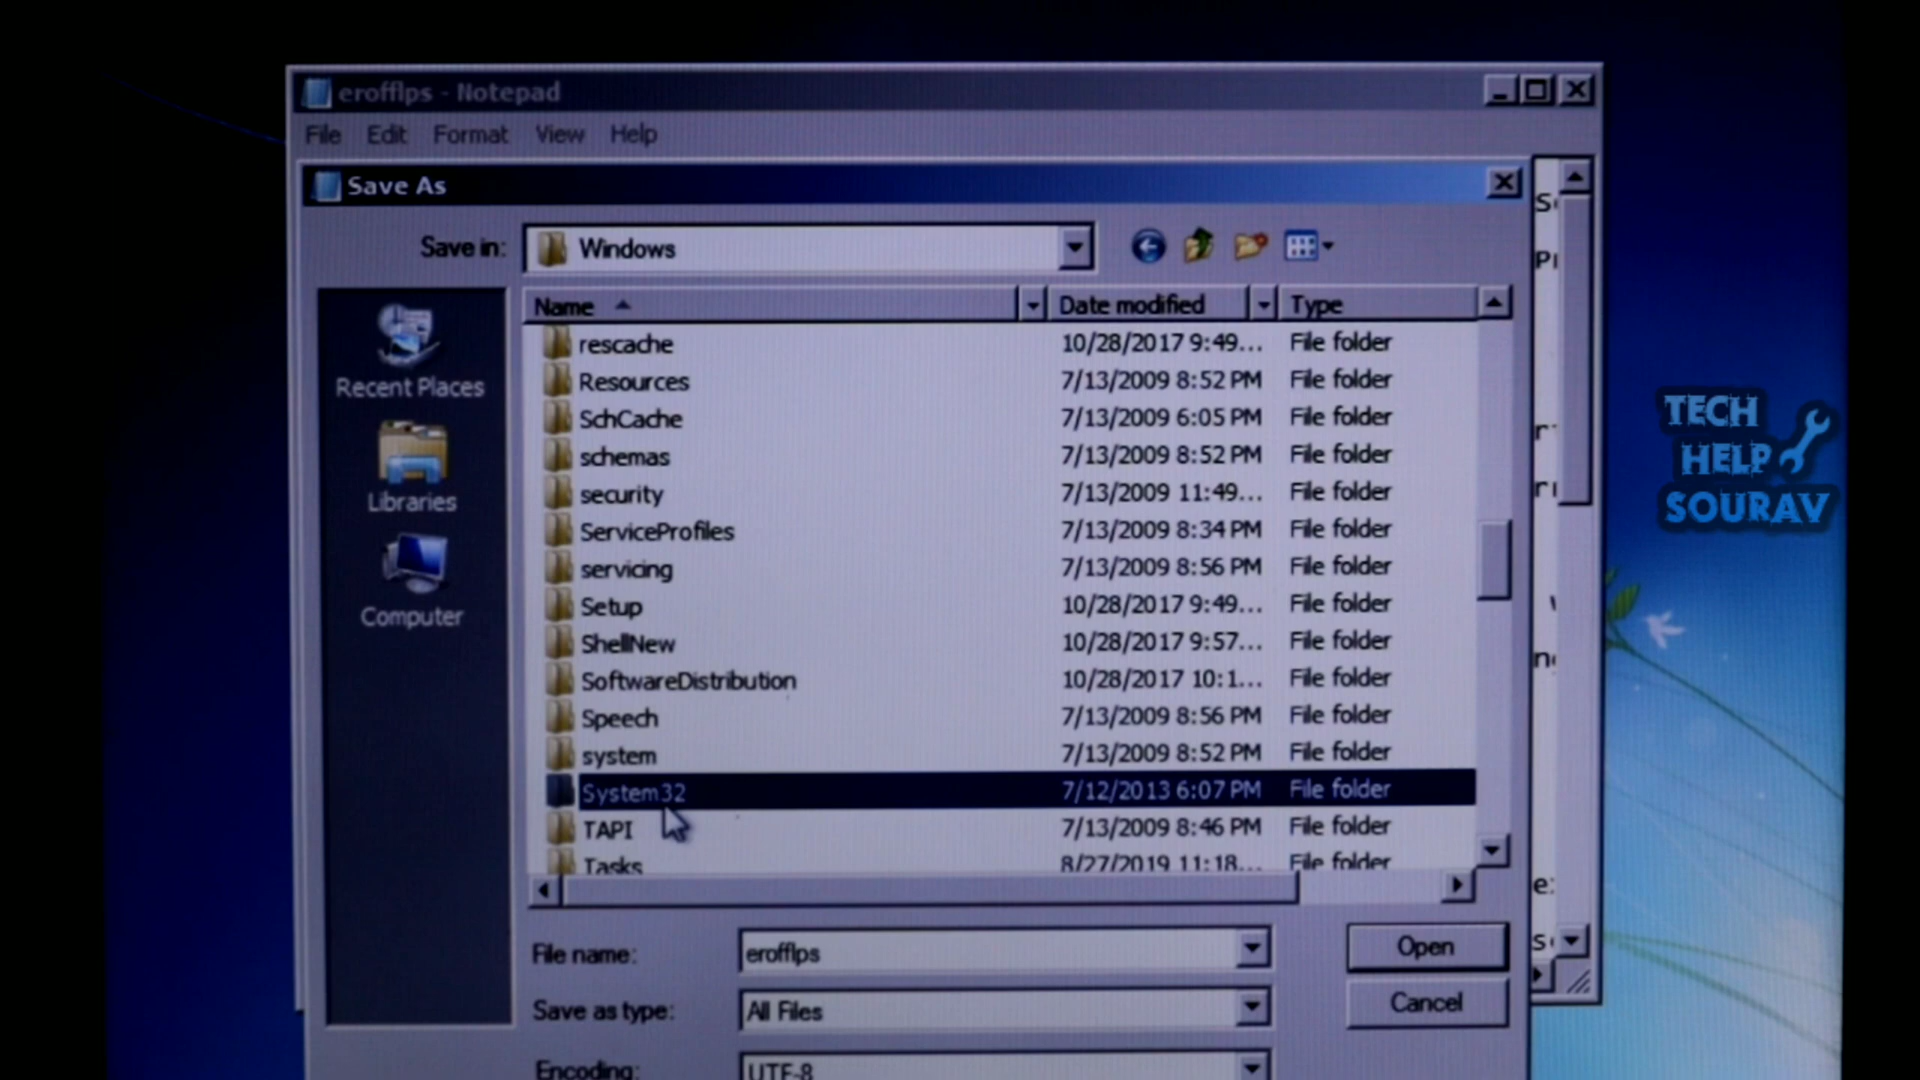 erofflps - Notepad
File Edit Format View Help
Save As
Save in: Windows
Name Date modified Type
rescache 10/28/2017 9:49... File folder
Resources 7/13/2009 8:52 PM File folder
SchCache 7/13/2009 6:05 PM File folder
schemas 7/13/2009 8:52 PM File folder
security 7/13/2009 11:49... File folder
ServiceProfiles 7/13/2009 8:34 PM File folder
servicing 7/13/2009 8:56 PM File folder
Setup 10/28/2017 9:49... File folder
ShellNew 10/28/2017 9:57... File folder
SoftwareDistribution 10/28/2017 10:1... File folder
Speech 7/13/2009 8:56 PM File folder
system 7/13/2009 8:52 PM File folder
System32 7/12/2013 6:07 PM File folder
TAPI 7/13/2009 8:46 PM File folder
Tasks 8/27/2019 11:18... File folder
Recent Places
Libraries
Computer
File name: erofflps
Open
Save as type: All Files
Cancel
Encoding: UTF-8
TECH
HELP
SOURAV